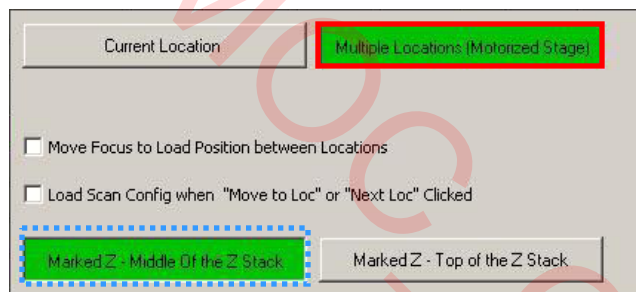 Current Location
Multiple Locations (Motorized Stage)
Move Focus to Load Position between Locations
Load Scan Config when "Move to Loc" or "Next Loc" Clicked
Marked Z - Middle Of the Z Stack
Marked Z - Top of the Z Stack